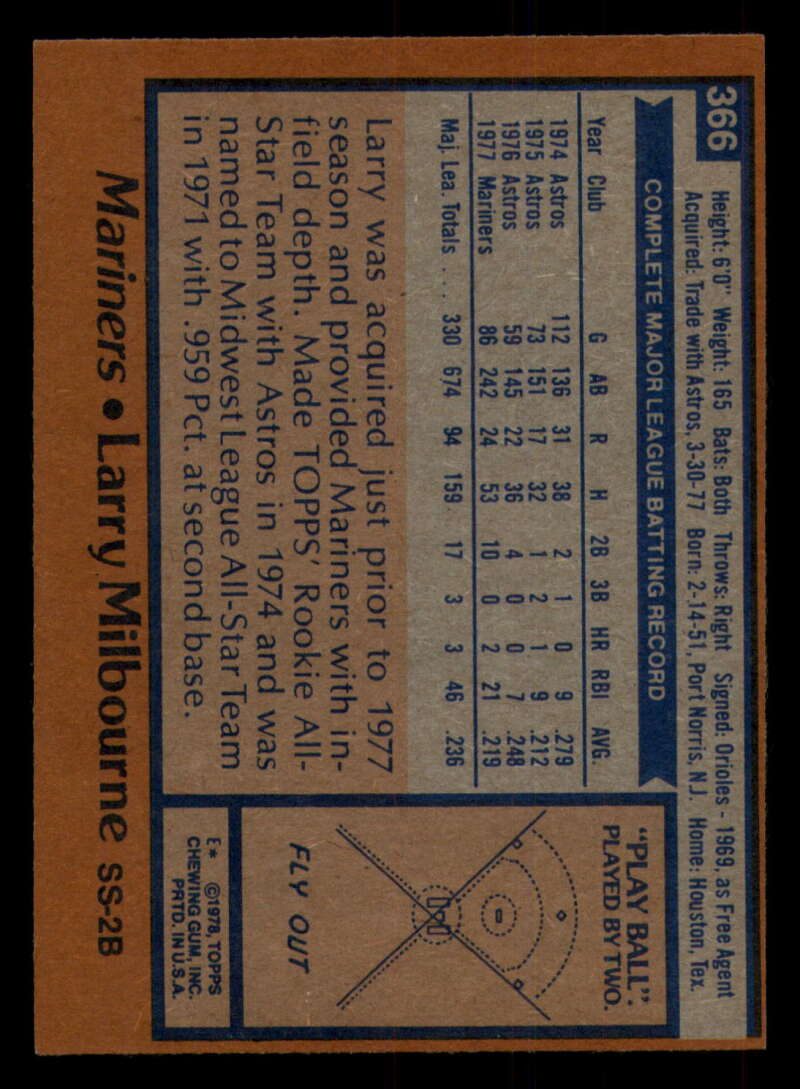 366
Height: 6'0" Weight: 165 Bats: Both Throws: Right Signed: Orioles - 1969, as Free Agent
Acquired: Trade with Astros, 3-30-77 Born: 2-14-51, Port Norris, N.J. Home: Houston, Tex.
COMPLETE MAJOR LEAGUE BATTING RECORD
Year Club G AB R H 2B 3B HR RBI AVG.
1974 Astros 112 136 31 38 2 1 0 9 .279
1975 Astros 73 151 17 32 1 2 1 9 .212
1976 Astros 59 145 22 36 4 0 0 7 .248
1977 Mariners 86 242 24 53 10 0 2 21 .219
Maj. Lea. Totals . . . 330 674 94 159 17 3 3 46 .236
Larry was acquired just prior to 1977
season and provided Mariners with in-
field depth. Made TOPPS' Rookie All-
Star Team with Astros in 1974 and was
named to Midwest League All-Star Team
in 1971 with .959 Pct. at second base.
"PLAY BALL".
PLAYED BY TWO.
FLY OUT
E* ©1978, TOPPS
CHEWING GUM, INC.
PRTD. IN U.S.A.
Mariners • Larry Milbourne SS-2B